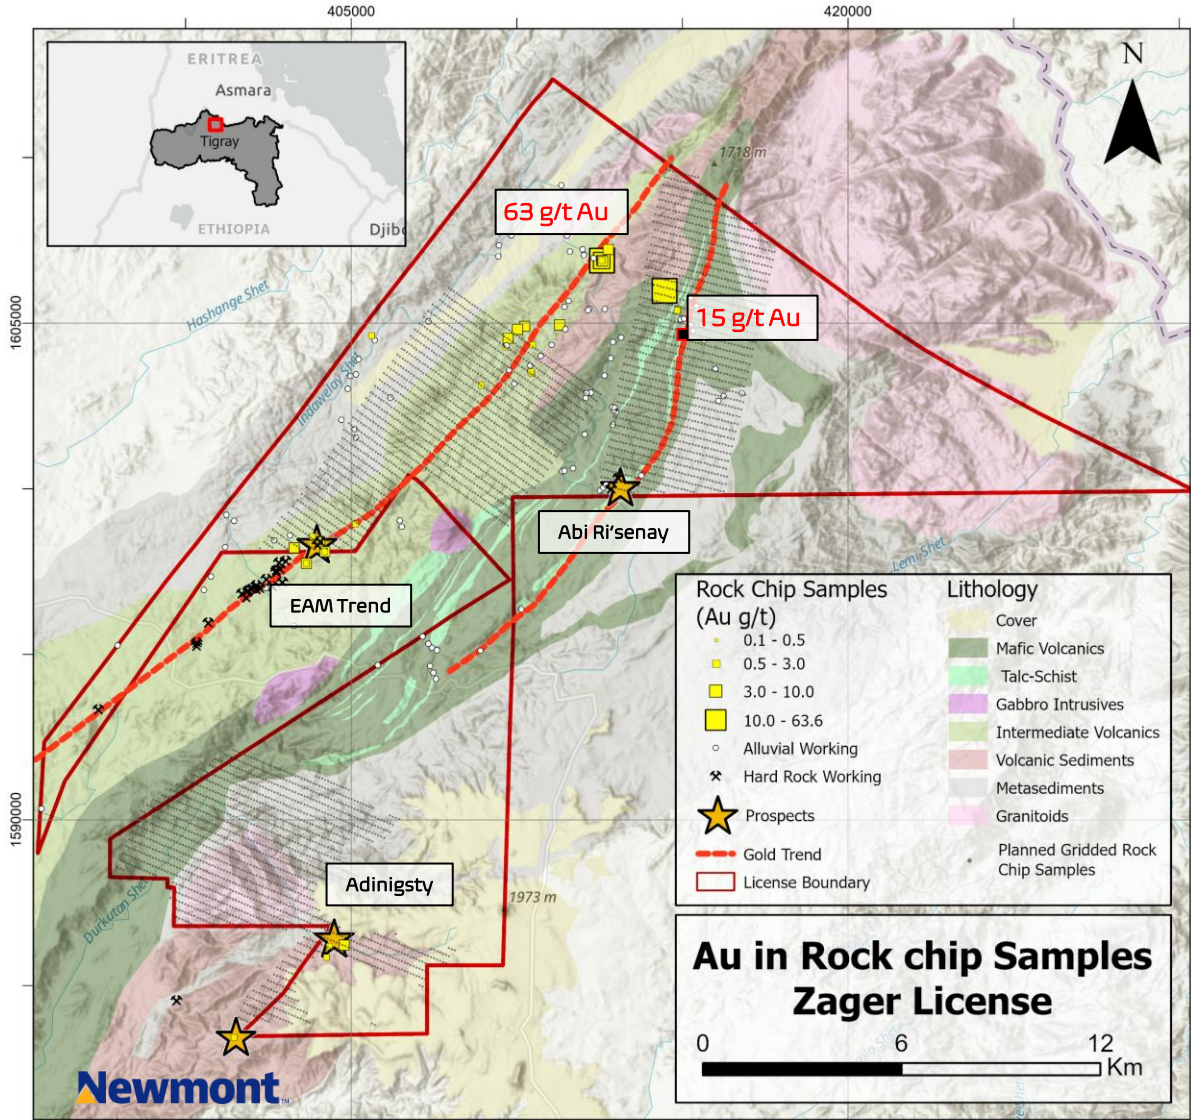 405000
420000
ERITREA
Asmara
Tigray
ETHIOPIA
Djibo
N
1718 m
63 g/t Au
Hashange Shet
1605000
15 g/t Au
Indawelay Shet
Abi Ri'senay
Lemi Shet
EAM Trend
Rock Chip Samples
(Au g/t)
0.1 - 0.5
0.5 - 3.0
3.0 - 10.0
10.0 - 63.6
Alluvial Working
Hard Rock Working
Prospects
Gold Trend
License Boundary
Lithology
Cover
Mafic Volcanics
Talc-Schist
Gabbro Intrusives
Intermediate Volcanics
Volcanic Sediments
Metasediments
Granitoids
Planned Gridded Rock
Chip Samples
1590000
Adinigsty
Durkutan Shet
1973 m
Au in Rock chip Samples
Zager License
0 6 12
Km
Newmont